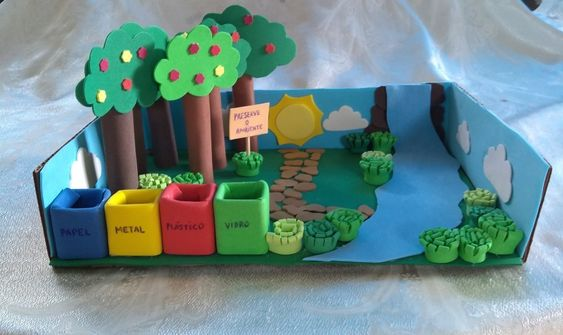 PRESERVE
O
AMBIENTE
PAPEL
METAL
PLÁSTICO
VIDRO